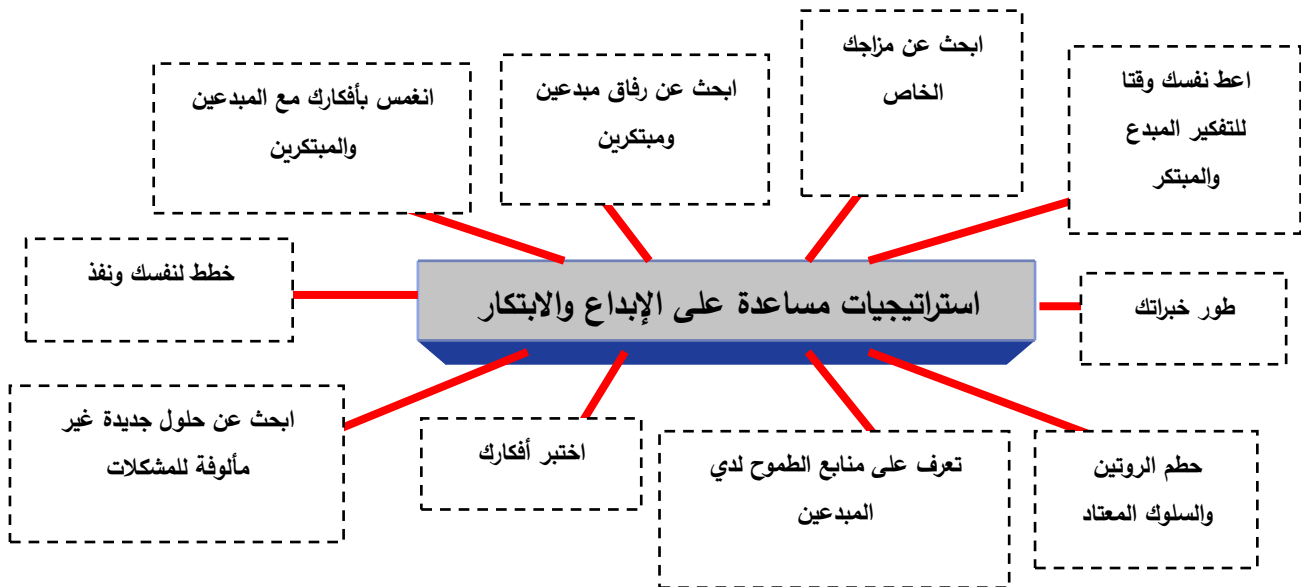 اعط نفسك وقتا
للتفكير المبدع
والمبتكر
ابحث عن مزاجك
الخاص
ابحث عن رفاق مبدعين
ومبتكرين
انغمس بأفكارك مع المبدعين
والمبتكرين
طور خبراتك
استراتيجيات مساعدة على الإبداع والابتكار
خطط لنفسك ونفذ
حطم الروتين
والسلوك المعتاد
تعرف على منابع الطموح لدي
المبدعين
اختبر أفكارك
ابحث عن حلول جديدة غير
مألوفة للمشكلات